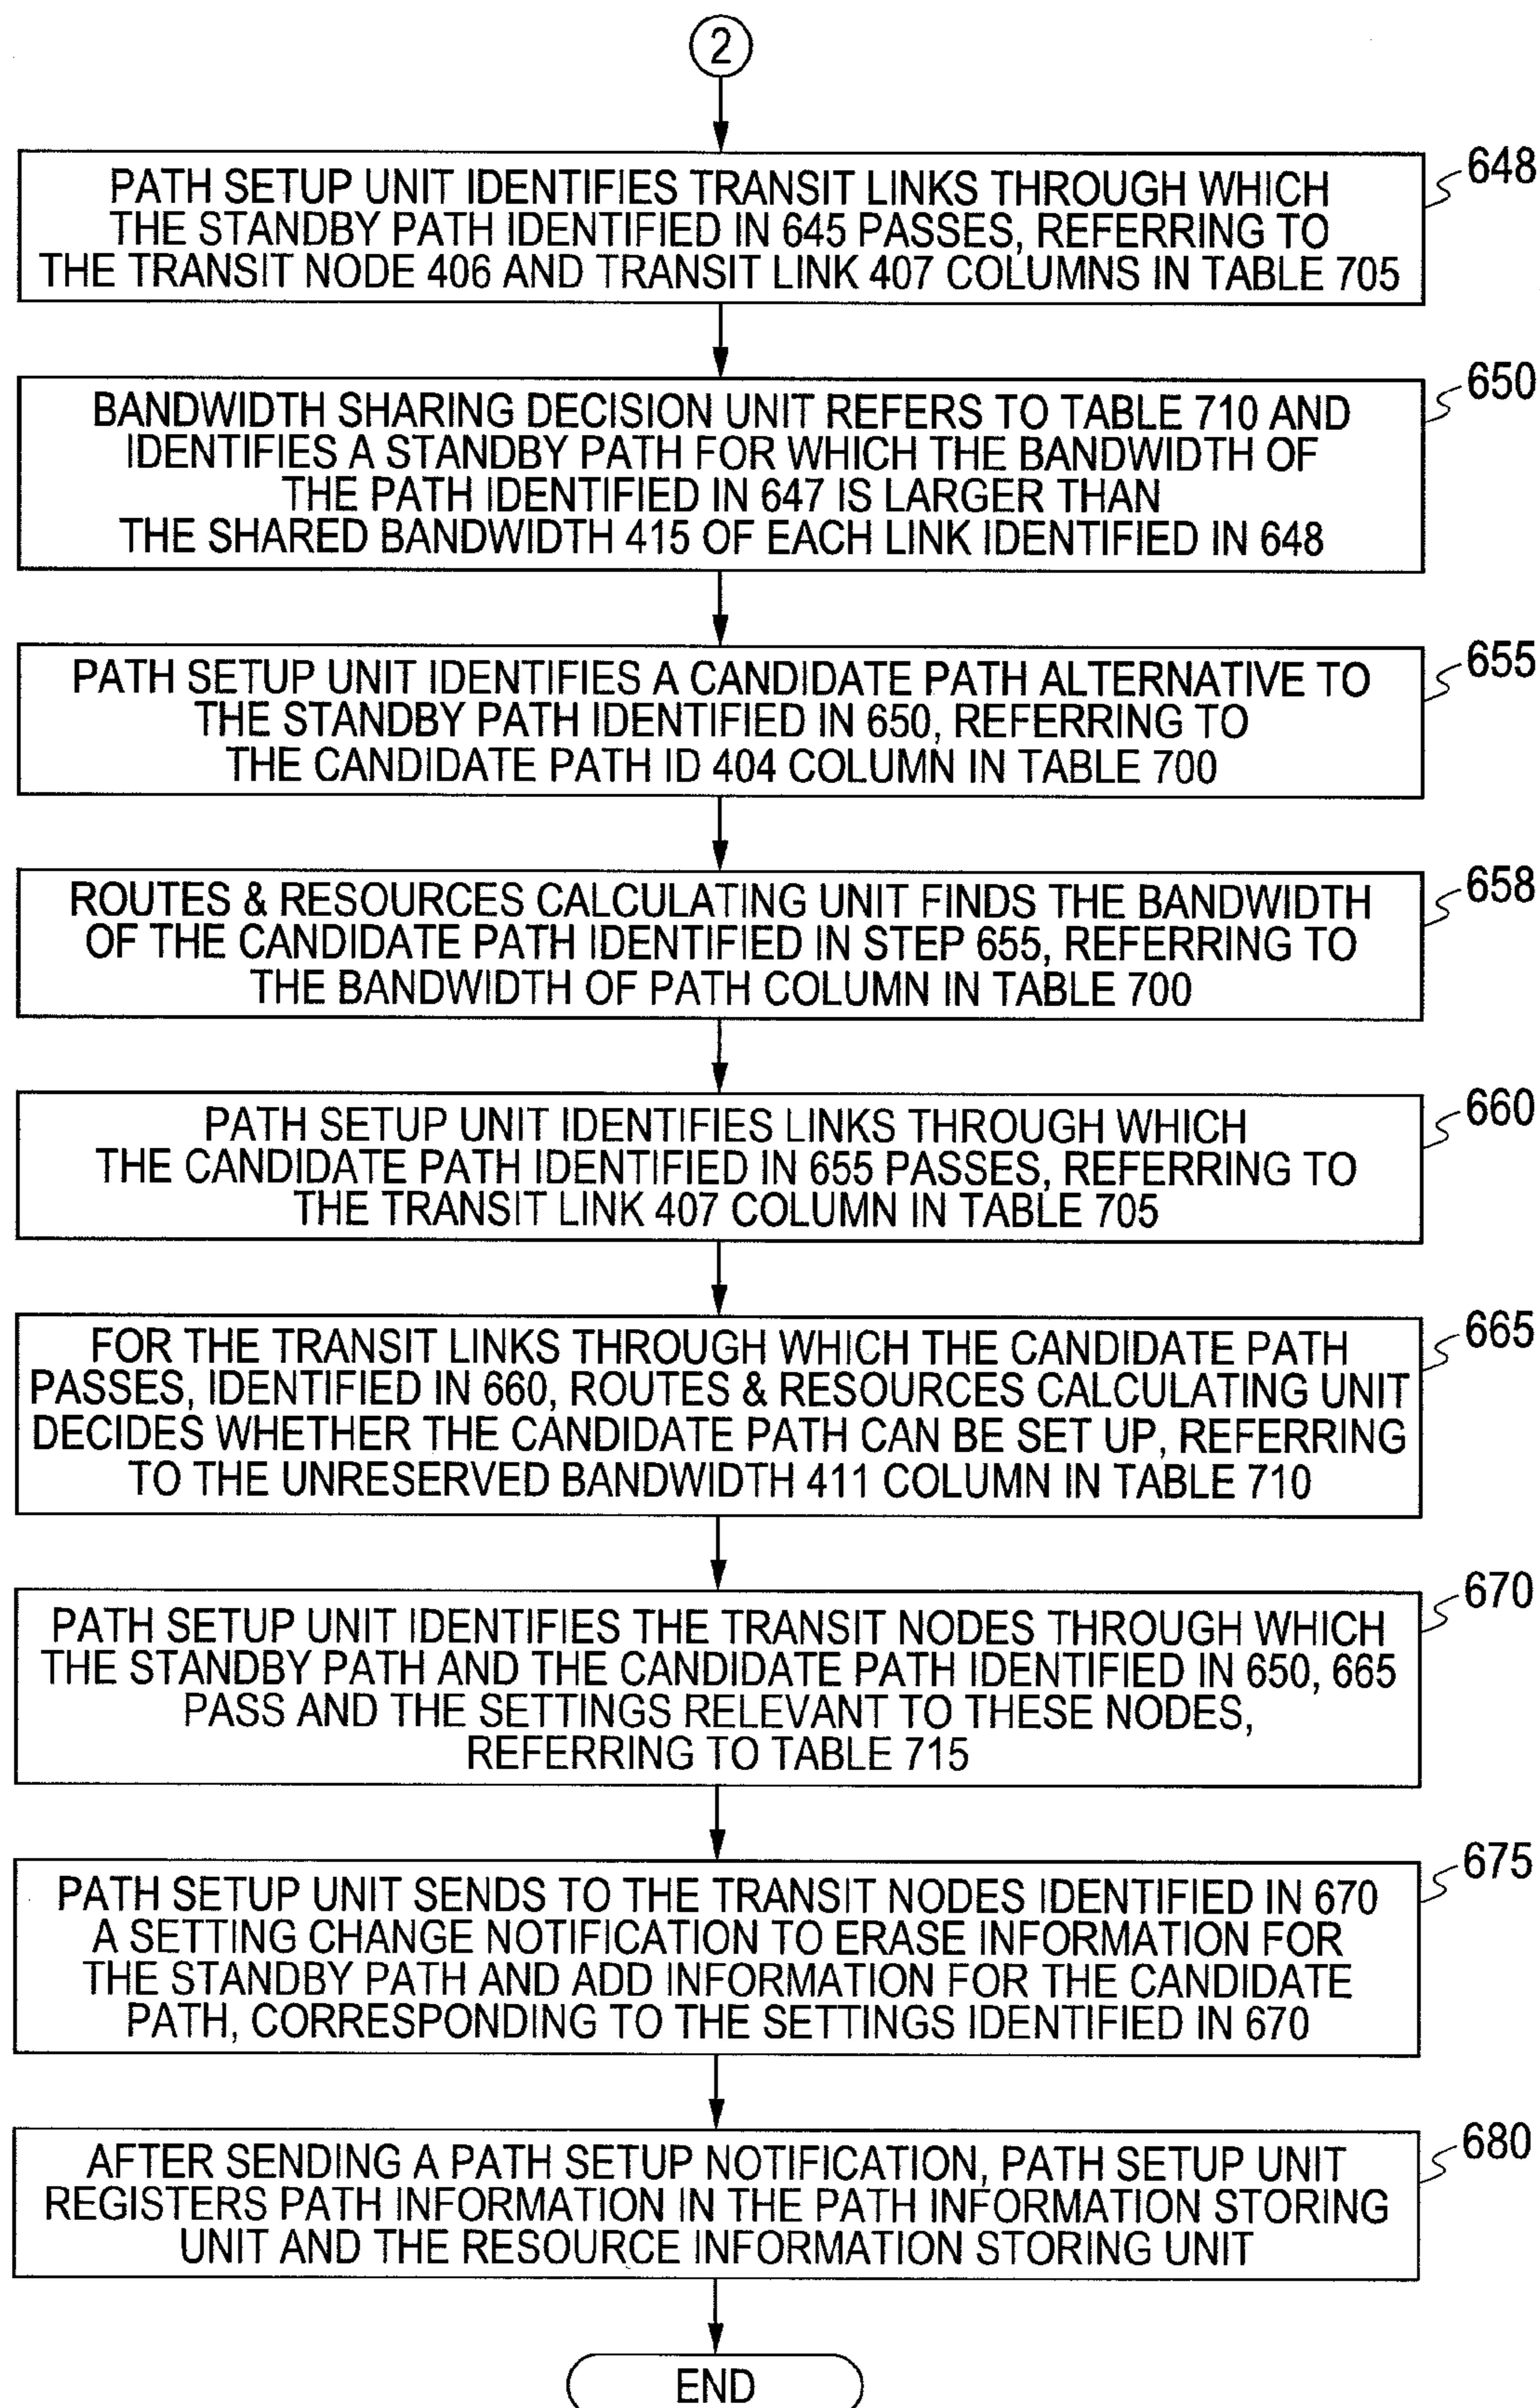 2
648
PATH SETUP UNIT IDENTIFIES TRANSIT LINKS THROUGH WHICH
THE STANDBY PATH IDENTIFIED IN 645 PASSES, REFERRING TO
THE TRANSIT NODE 406 AND TRANSIT LINK 407 COLUMNS IN TABLE 705
650
BANDWIDTH SHARING DECISION UNIT REFERS TO TABLE 710 AND
IDENTIFIES A STANDBY PATH FOR WHICH THE BANDWIDTH OF
THE PATH IDENTIFIED IN 647 IS LARGER THAN
THE SHARED BANDWIDTH 415 OF EACH LINK IDENTIFIED IN 648
655
PATH SETUP UNIT IDENTIFIES A CANDIDATE PATH ALTERNATIVE TO
THE STANDBY PATH IDENTIFIED IN 650, REFERRING TO
THE CANDIDATE PATH ID 404 COLUMN IN TABLE 700
658
ROUTES & RESOURCES CALCULATING UNIT FINDS THE BANDWIDTH
OF THE CANDIDATE PATH IDENTIFIED IN STEP 655, REFERRING TO
THE BANDWIDTH OF PATH COLUMN IN TABLE 700
660
PATH SETUP UNIT IDENTIFIES LINKS THROUGH WHICH
THE CANDIDATE PATH IDENTIFIED IN 655 PASSES, REFERRING TO
THE TRANSIT LINK 407 COLUMN IN TABLE 705
665
FOR THE TRANSIT LINKS THROUGH WHICH THE CANDIDATE PATH
PASSES, IDENTIFIED IN 660, ROUTES & RESOURCES CALCULATING UNIT
DECIDES WHETHER THE CANDIDATE PATH CAN BE SET UP, REFERRING
TO THE UNRESERVED BANDWIDTH 411 COLUMN IN TABLE 710
670
PATH SETUP UNIT IDENTIFIES THE TRANSIT NODES THROUGH WHICH
THE STANDBY PATH AND THE CANDIDATE PATH IDENTIFIED IN 650, 665
PASS AND THE SETTINGS RELEVANT TO THESE NODES,
REFERRING TO TABLE 715
675
PATH SETUP UNIT SENDS TO THE TRANSIT NODES IDENTIFIED IN 670
A SETTING CHANGE NOTIFICATION TO ERASE INFORMATION FOR
THE STANDBY PATH AND ADD INFORMATION FOR THE CANDIDATE
PATH, CORRESPONDING TO THE SETTINGS IDENTIFIED IN 670
680
AFTER SENDING A PATH SETUP NOTIFICATION, PATH SETUP UNIT
REGISTERS PATH INFORMATION IN THE PATH INFORMATION STORING
UNIT AND THE RESOURCE INFORMATION STORING UNIT
END